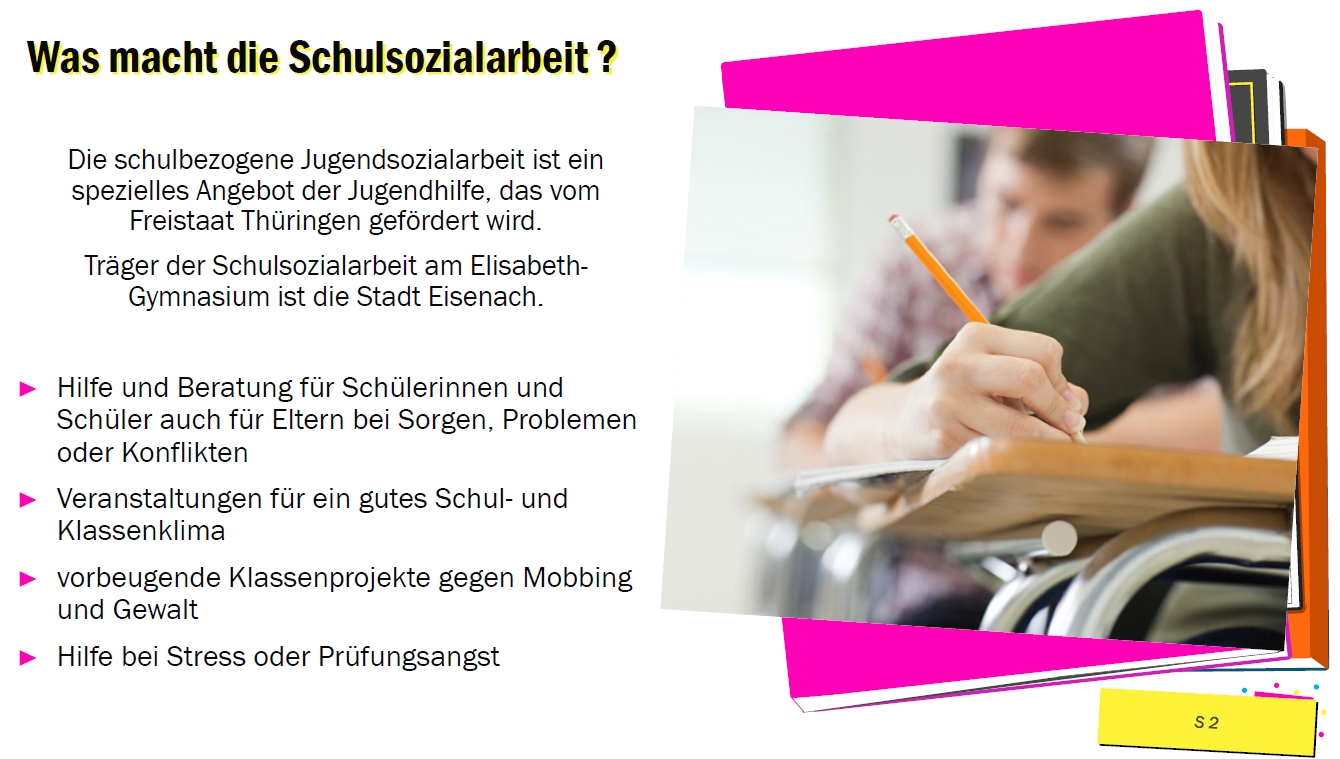 Was macht die Schulsozialarbeit ?
Die schulbezogene Jugendsozialarbeit ist ein
spezielles Angebot der Jugendhilfe, das vom
Freistaat Thüringen gefördert wird.
Träger der Schulsozialarbeit am Elisabeth-
Gymnasium ist die Stadt Eisenach.
► Hilfe und Beratung für Schülerinnen und
Schüler auch für Eltern bei Sorgen, Problemen
oder Konflikten
► Veranstaltungen für ein gutes Schul- und
Klassenklima
► vorbeugende Klassenprojekte gegen Mobbing
und Gewalt
► Hilfe bei Stress oder Prüfungsangst
S 2